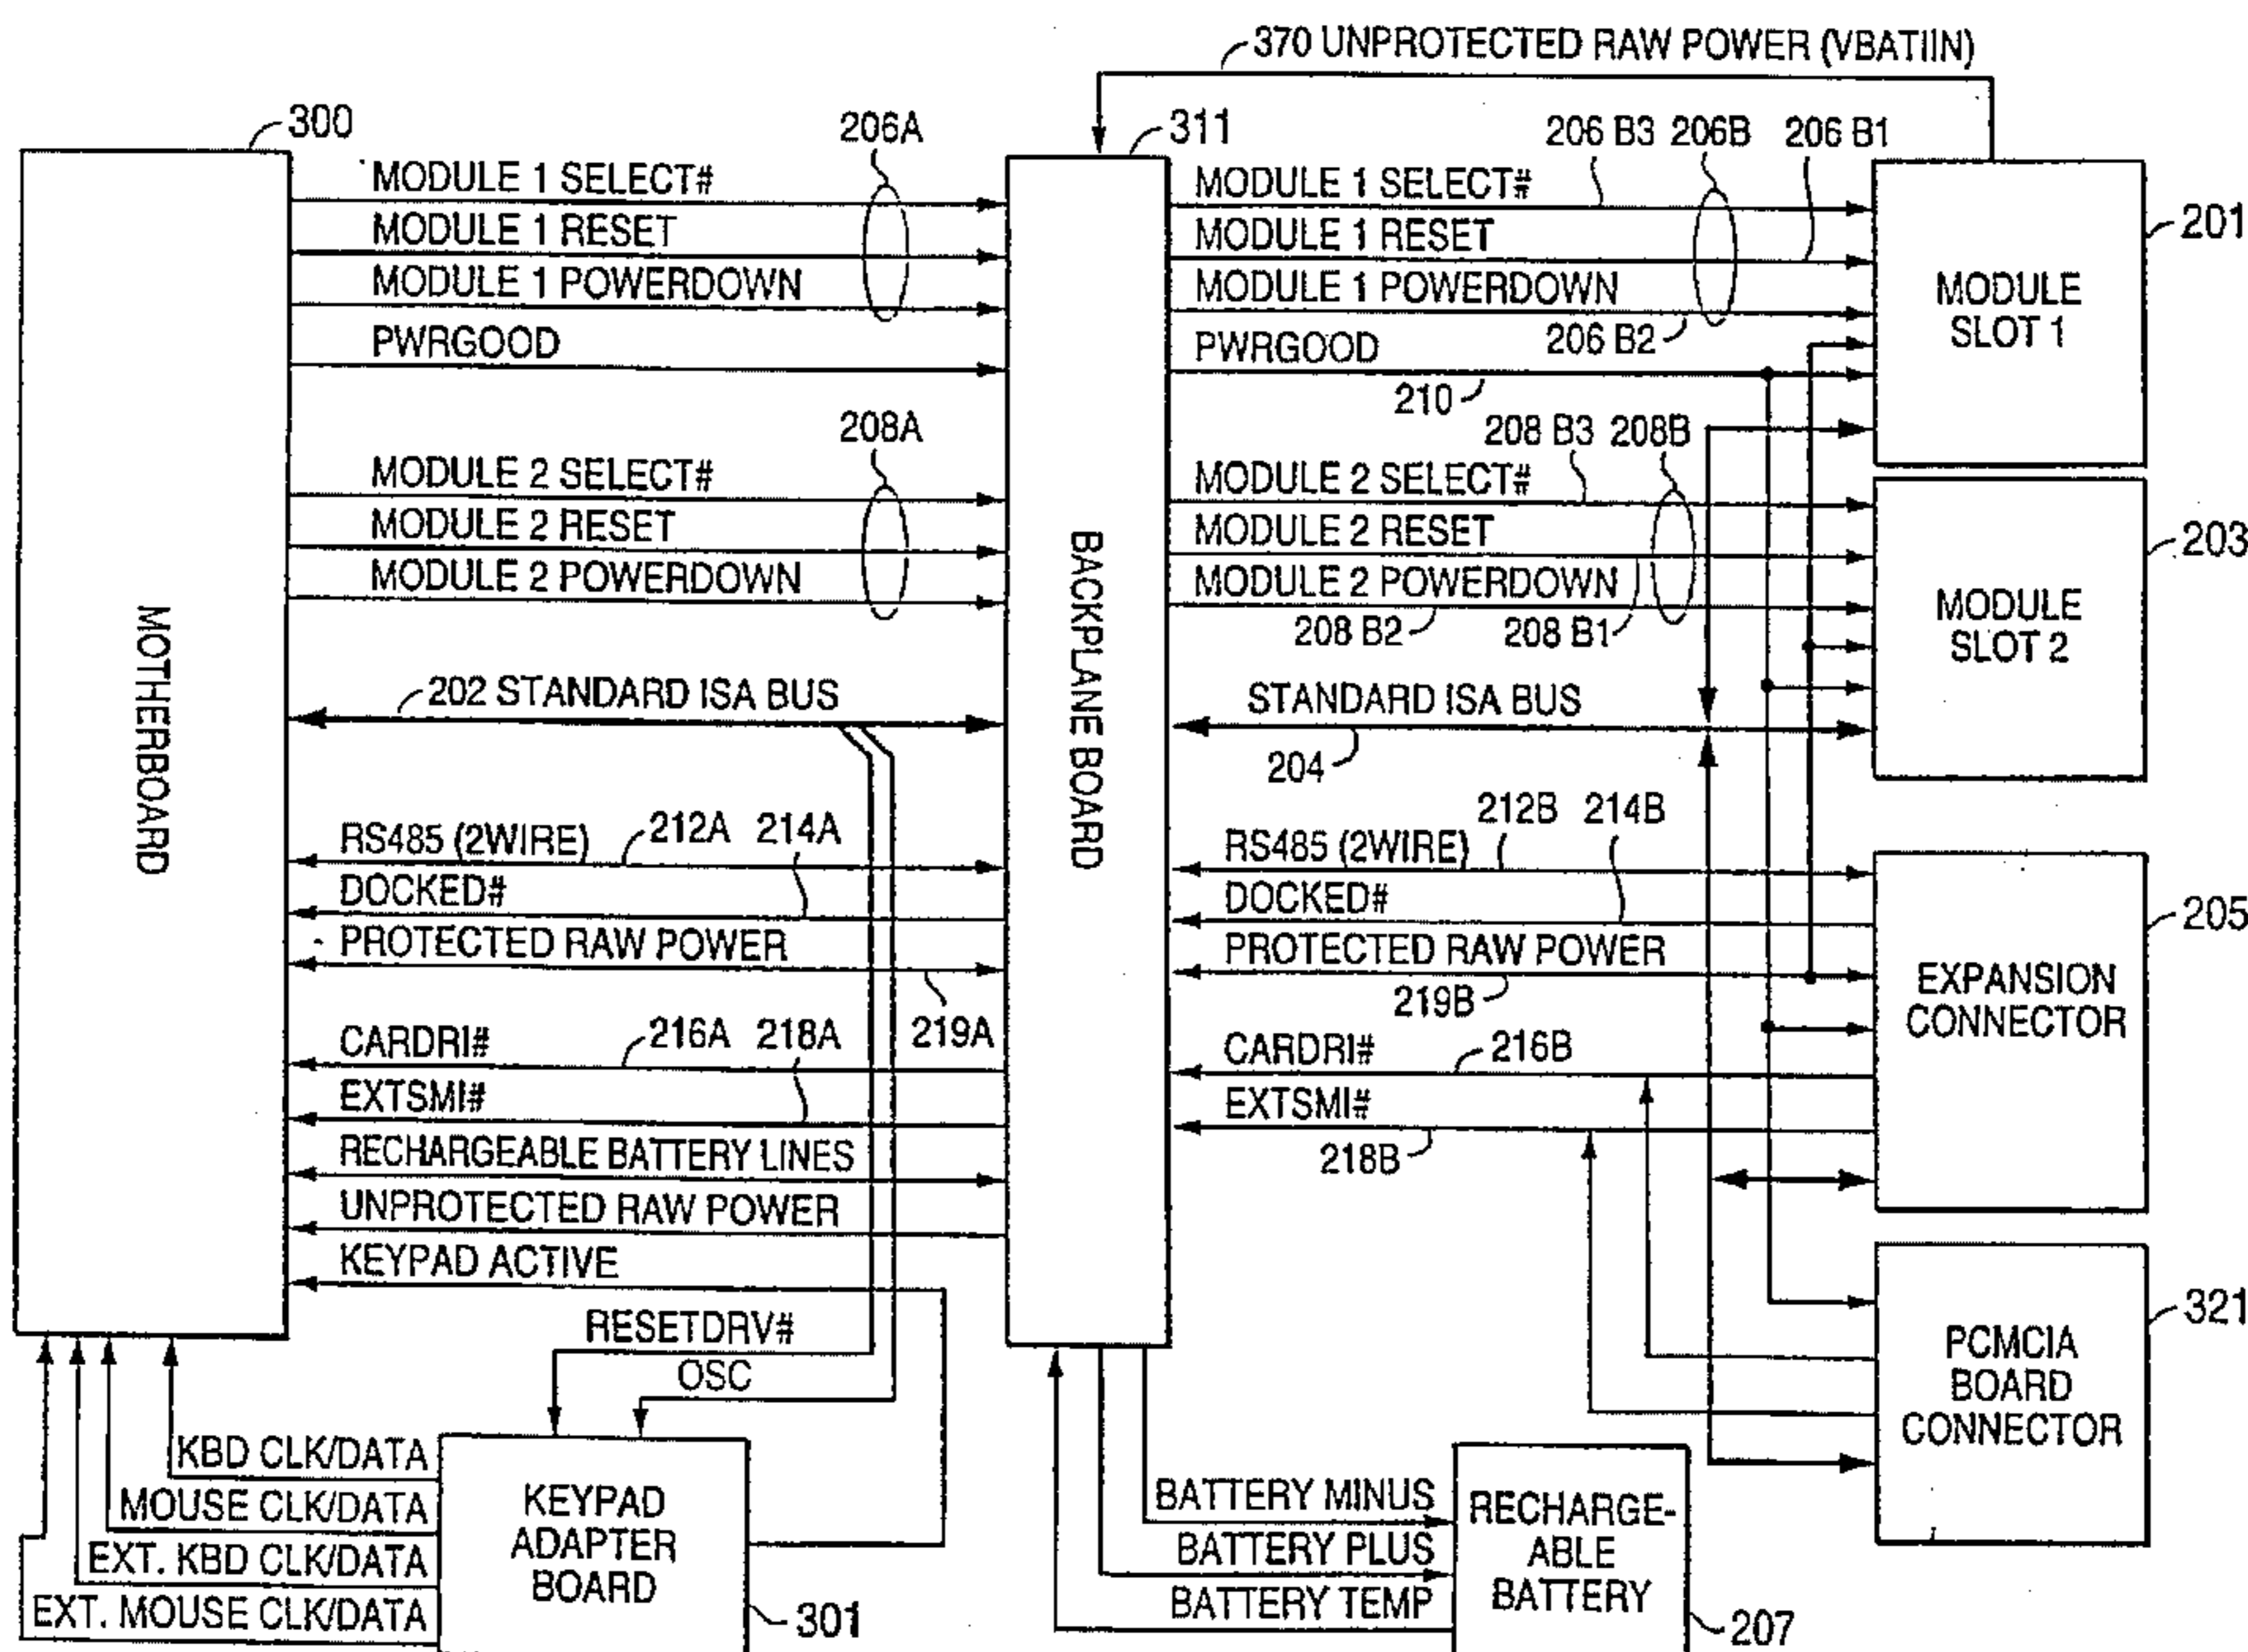 370 UNPROTECTED RAW POWER (VBATIIN)
300
206A
311
206 B3
206B
206 B1
MODULE 1 SELECT#
MODULE 1 RESET
MODULE 1 POWERDOWN
PWRGOOD
MODULE 1 SELECT#
MODULE 1 RESET
MODULE 1 POWERDOWN
206 B2
PWRGOOD
210
MODULE
SLOT 1
201
208A
MODULE 2 SELECT#
MODULE 2 RESET
MODULE 2 POWERDOWN
208 B3
208B
MODULE 2 SELECT#
MODULE 2 RESET
MODULE 2 POWERDOWN
208 B2
208 B1
MODULE
SLOT 2
203
MOTHERBOARD
BACKPLANE BOARD
202 STANDARD ISA BUS
STANDARD ISA BUS
204
RS485 (2WIRE)
212A
214A
DOCKED#
PROTECTED RAW POWER
219A
RS485 (2WIRE)
212B
214B
DOCKED#
PROTECTED RAW POWER
219B
EXPANSION
CONNECTOR
205
CARDRI#
216A
218A
EXTSMI#
RECHARGEABLE BATTERY LINES
UNPROTECTED RAW POWER
KEYPAD ACTIVE
CARDRI#
216B
EXTSMI#
218B
PCMCIA
BOARD
CONNECTOR
321
RESETDRV#
OSC
KBD CLK/DATA
MOUSE CLK/DATA
EXT. KBD CLK/DATA
EXT. MOUSE CLK/DATA
KEYPAD
ADAPTER
BOARD
301
BATTERY MINUS
BATTERY PLUS
BATTERY TEMP
RECHARGE-
ABLE
BATTERY
207